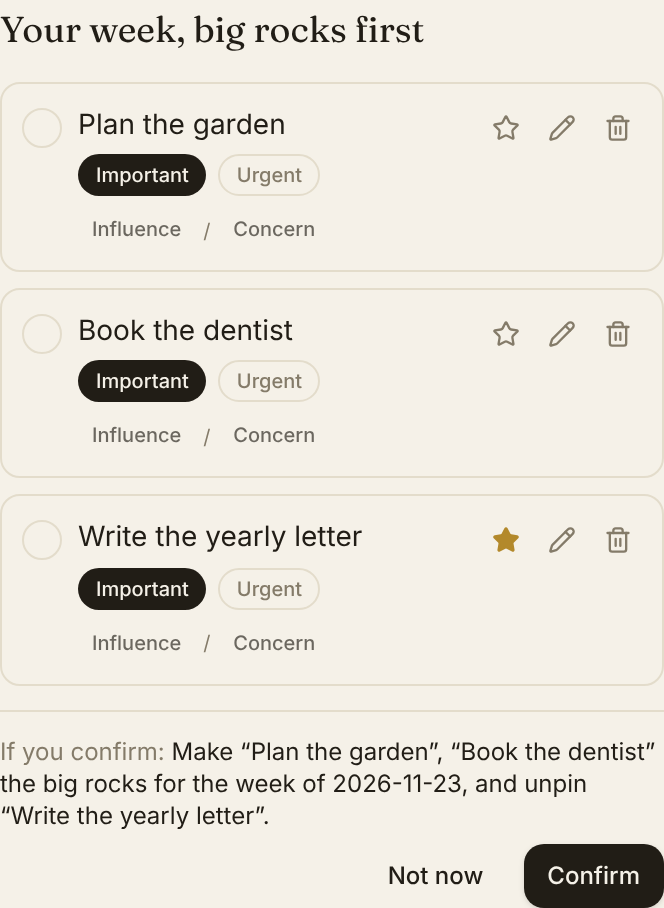 Your week, big rocks first
Plan the garden
Important Urgent
Influence / Concern
Book the dentist
Important Urgent
Influence / Concern
Write the yearly letter
Important Urgent
Influence / Concern
If you confirm: Make “Plan the garden”, “Book the dentist”
the big rocks for the week of 2026-11-23, and unpin
“Write the yearly letter”.
Not now Confirm